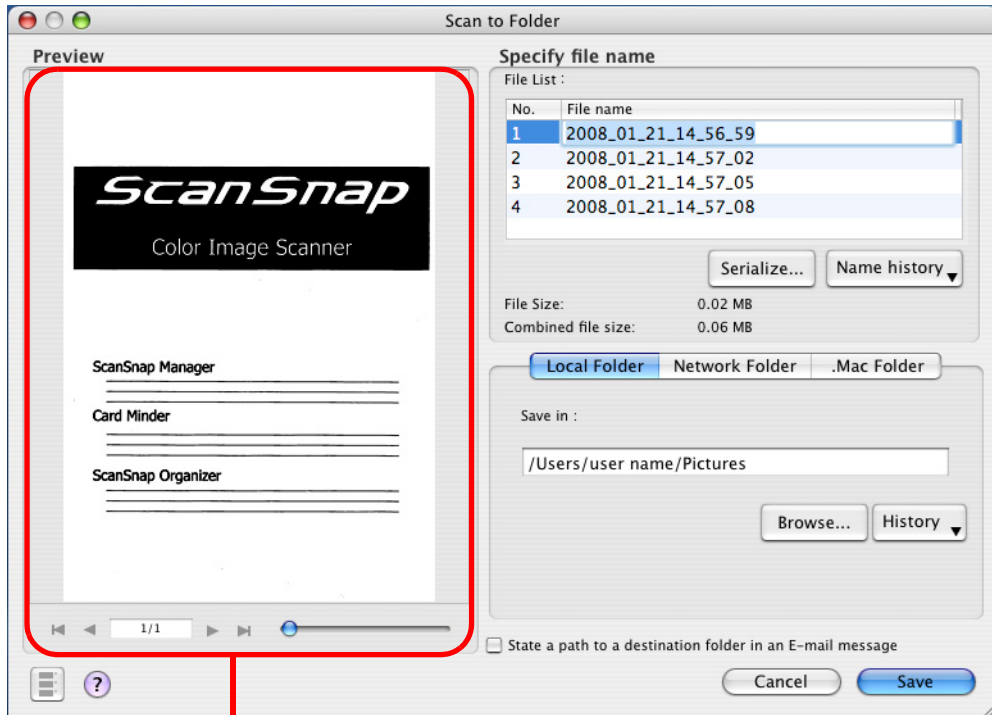 Scan to Folder
Preview
ScanSnap
Color Image Scanner
ScanSnap Manager
Card Minder
ScanSnap Organizer
1/1
?
Specify file name
File List :
No. File name
1 2008_01_21_14_56_59
2 2008_01_21_14_57_02
3 2008_01_21_14_57_05
4 2008_01_21_14_57_08
Serialize... Name history
File Size: 0.02 MB
Combined file size: 0.06 MB
Local Folder Network Folder .Mac Folder
Save in :
/Users/user name/Pictures
Browse... History
State a path to a destination folder in an E-mail message
Cancel Save